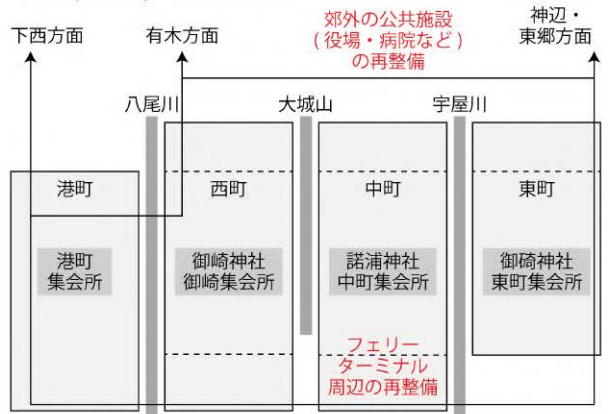 郊外の公共施設
(役場・病院など)
の再整備
神辺・
東郷方面
下西方面
有木方面
八尾川
大城山
宇屋川
港町
西町
中町
東町
港町
集会所
御崎神社
御崎集会所
諾浦神社
中町集会所
御碕神社
東町集会所
フェリー
ターミナル
周辺の再整備